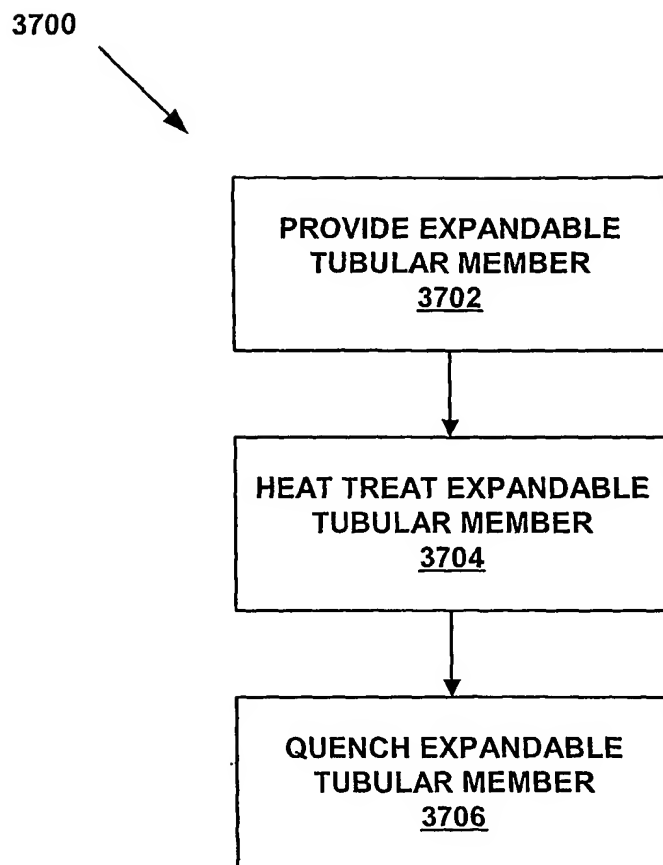 3700
PROVIDE EXPANDABLE
TUBULAR MEMBER
3702
HEAT TREAT EXPANDABLE
TUBULAR MEMBER
3704
QUENCH EXPANDABLE
TUBULAR MEMBER
3706